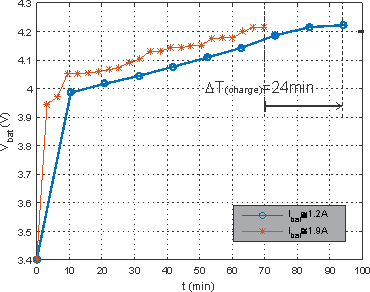 4.3
4.2
4.1
4
3.9
3.8
3.7
3.6
3.5
3.4
V_bat (V)
ΔT(charge)=24min
I_bat≅1.2A
I_bat≅1.9A
0 10 20 30 40 50 60 70 80 90 100
t (min)